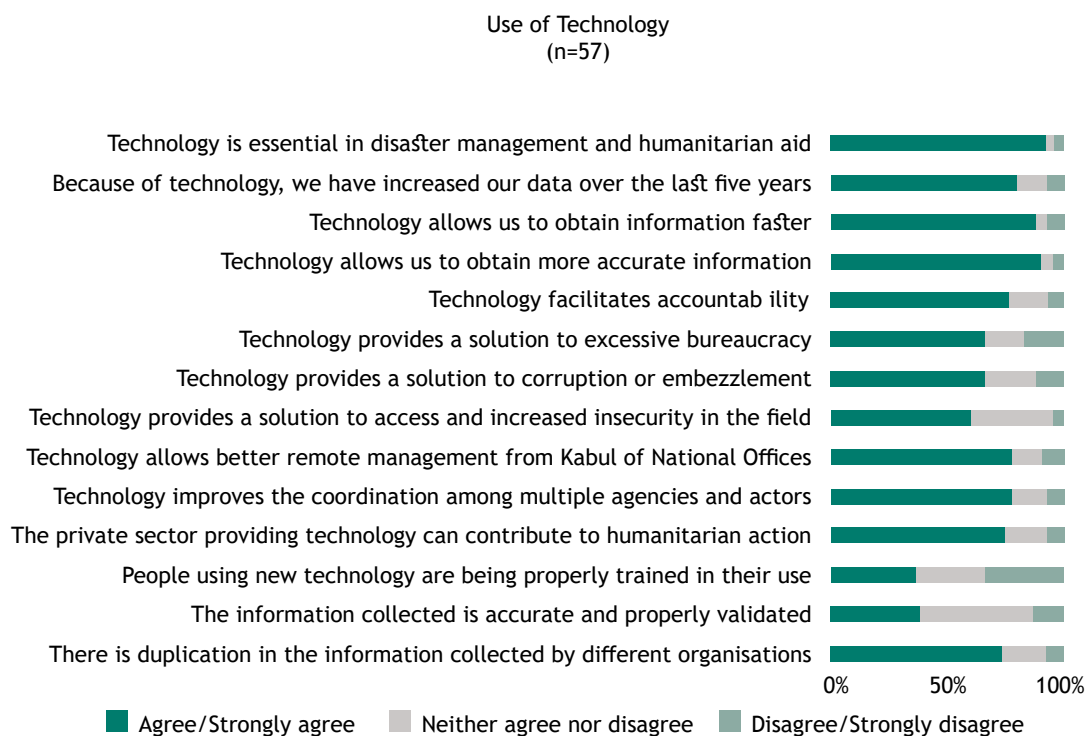 Use of Technology
(n=57)
Technology is essential in disaster management and humanitarian aid
Because of technology, we have increased our data over the last five years
Technology allows us to obtain information faster
Technology allows us to obtain more accurate information
Technology facilitates accountab ility
Technology provides a solution to excessive bureaucracy
Technology provides a solution to corruption or embezzlement
Technology provides a solution to access and increased insecurity in the field
Technology allows better remote management from Kabul of National Offices
Technology improves the coordination among multiple agencies and actors
The private sector providing technology can contribute to humanitarian action
People using new technology are being properly trained in their use
The information collected is accurate and properly validated
There is duplication in the information collected by different organisations
0% 50% 100%
Agree/Strongly agree Neither agree nor disagree Disagree/Strongly disagree